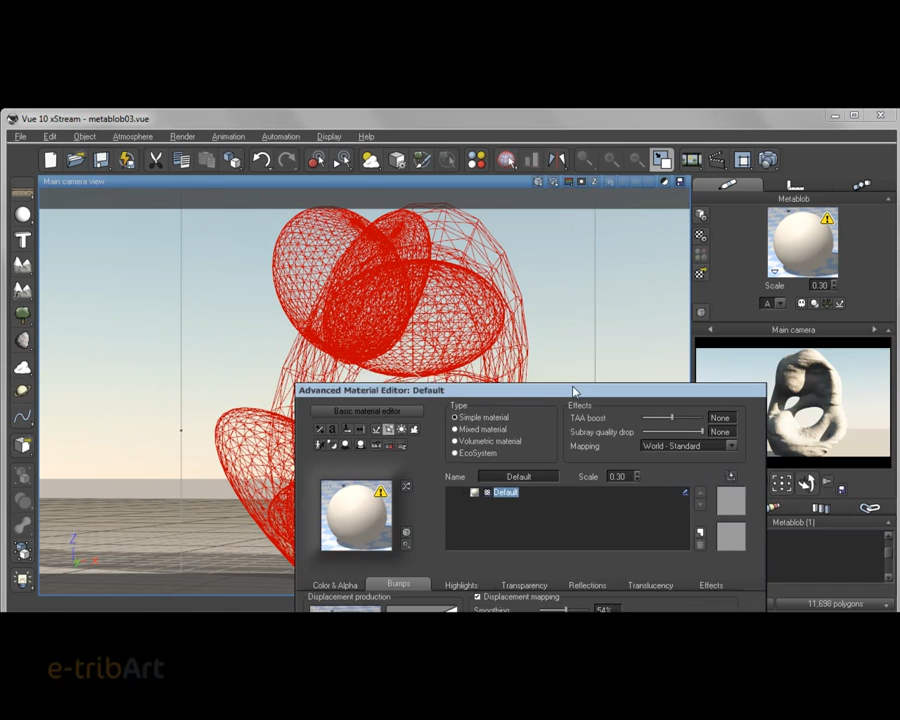 Vue 10 xStream - metablob03.vue
File Edit Object Atmosphere Render Animation Automation Display Help
Main camera view
Metablob
Scale 0.30
A
Main camera
Advanced Material Editor: Default
Basic material editor
Type
Simple material
Mixed material
Volumetric material
EcoSystem
Effects
TAA boost None
Subray quality drop None
Mapping World - Standard
Name Default Scale 0.30
Default
Color & Alpha Bumps Highlights Transparency Reflections Translucency Effects
Displacement production
Displacement mapping
Smoothing 54%
Metablob (1)
11,698 polygons
Z
e-tribArt